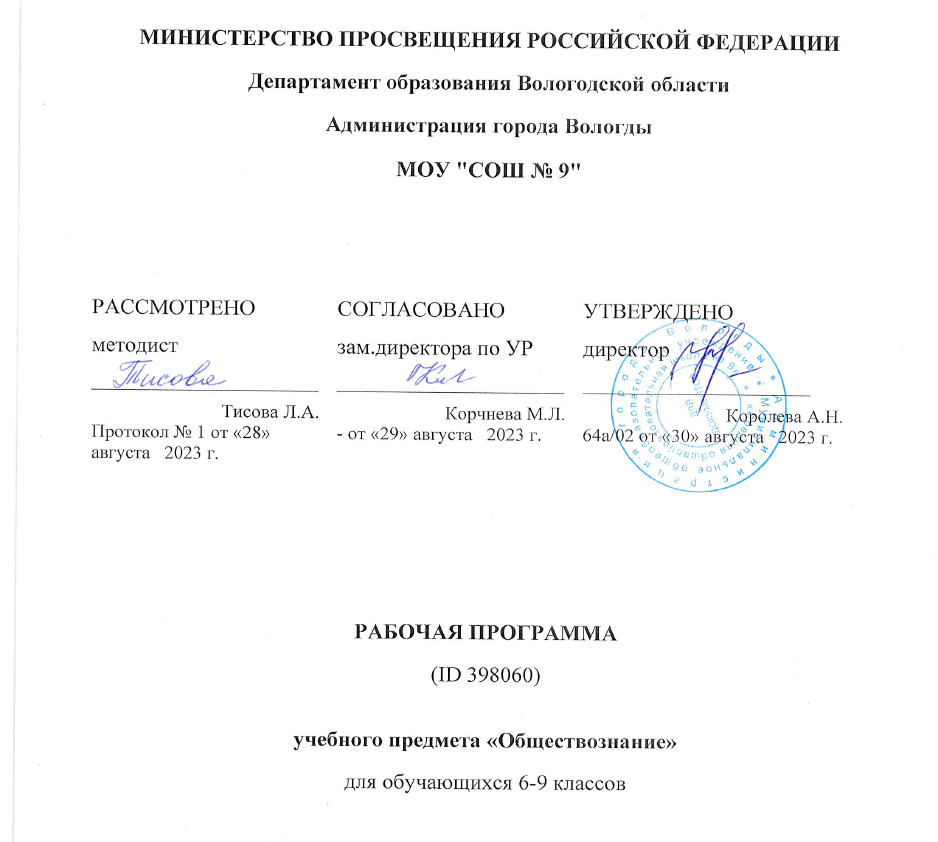 МИНИСТЕРСТВО ПРОСВЕЩЕНИЯ РОССИЙСКОЙ ФЕДЕРАЦИИ
Департамент образования Вологодской области
Администрация города Вологды
МОУ "СОШ № 9"
РАССМОТРЕНО
методист
Тисова
Тисова Л.А.
Протокол № 1 от «28»
августа 2023 г.
СОГЛАСОВАНО
зам.директора по УР
Корчнева М.Л.
- от «29» августа 2023 г.
УТВЕРЖДЕНО
директор
Королева А.Н.
64а/02 от «30» августа 2023 г.
РАБОЧАЯ ПРОГРАММА
(ID 398060)
учебного предмета «Обществознание»
для обучающихся 6-9 классов